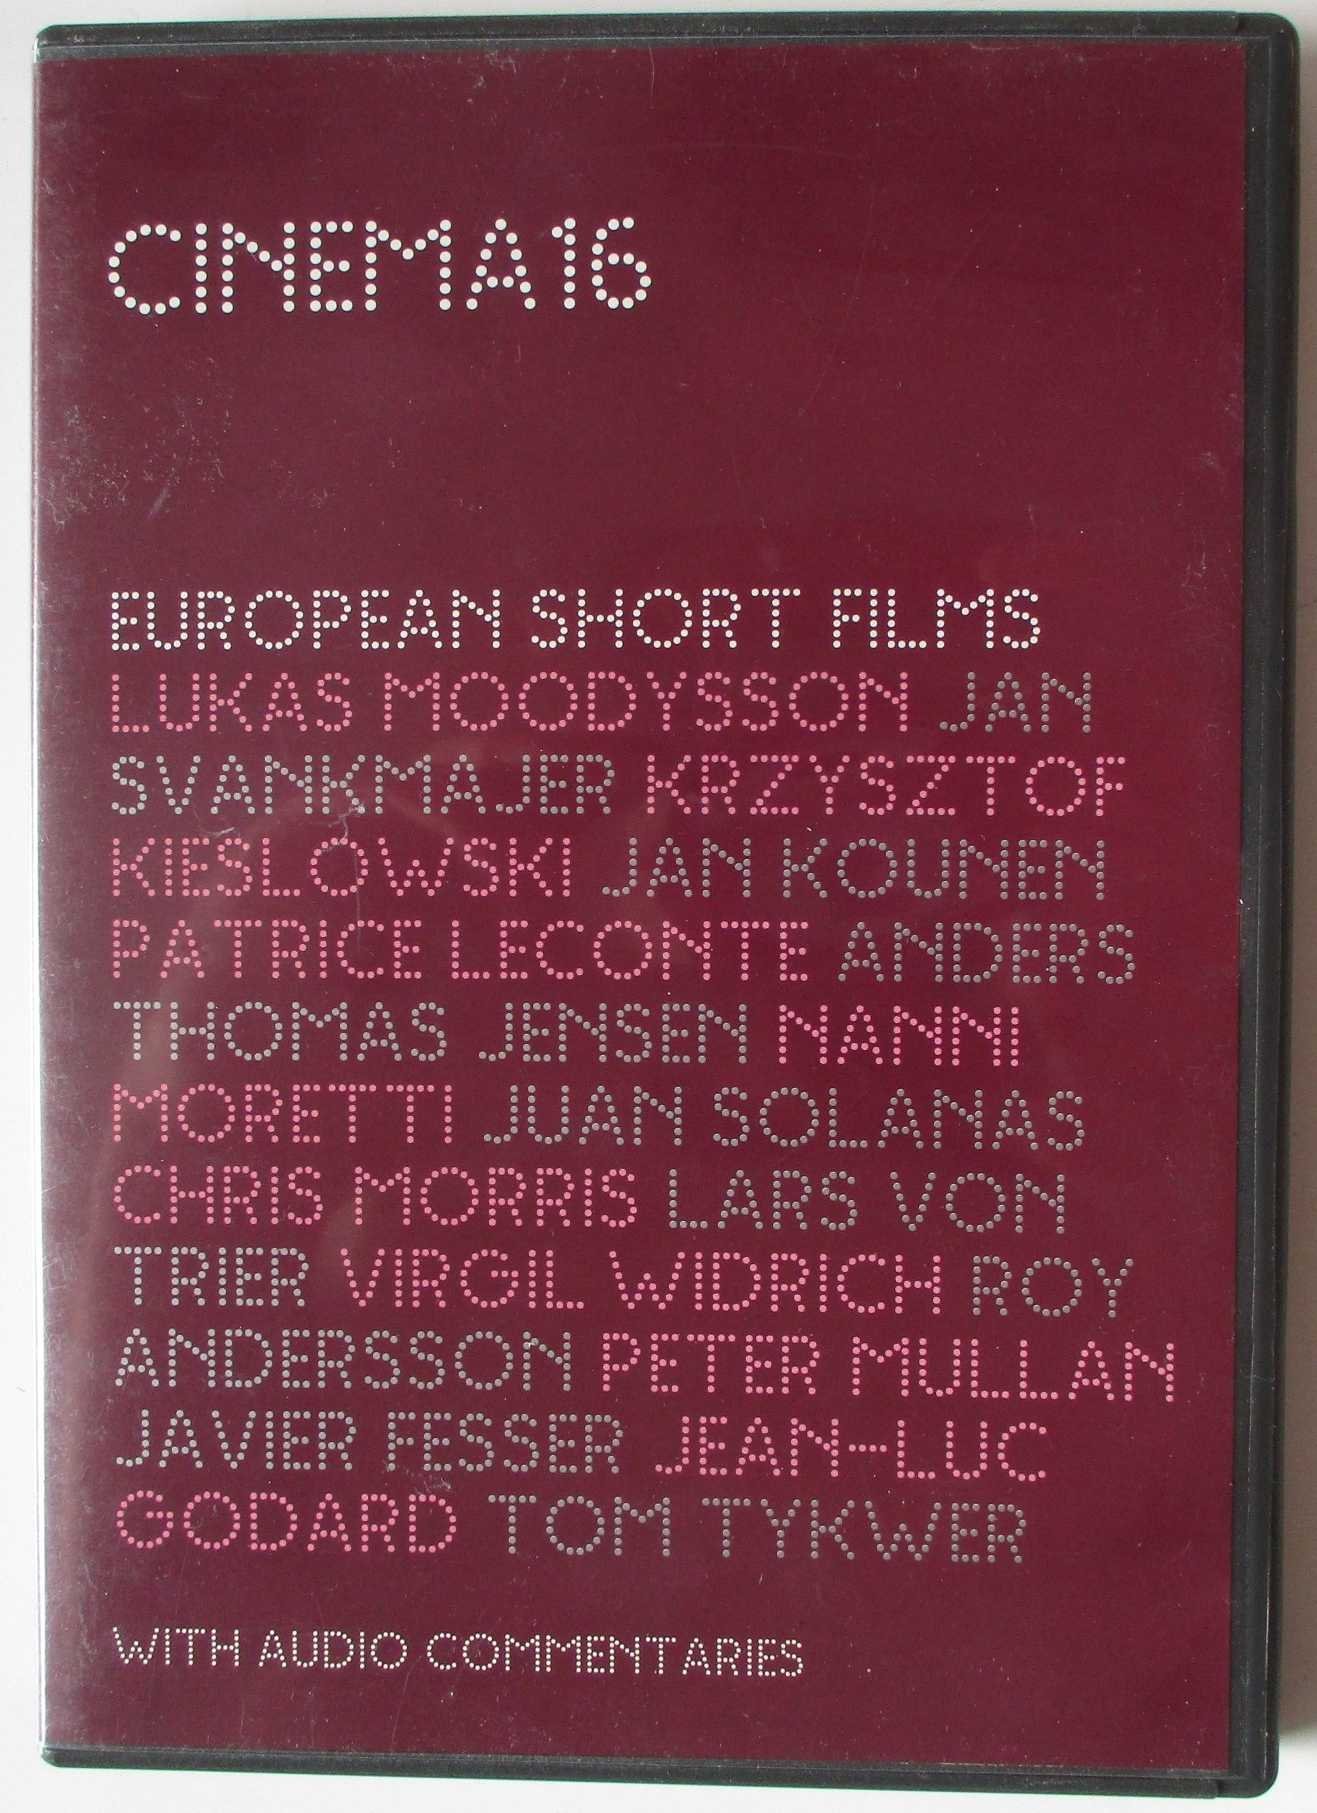 CINEMA16
EUROPEAN SHORT FILMS
LUKAS MOODYSSON JAN
SVANKMAJER KRZYSZTOF
KIESLOWSKI JAN KOUNEN
PATRICE LECONTE ANDERS
THOMAS JENSEN NANNI
MORETTI JUAN SOLANAS
CHRIS MORRIS LARS VON
TRIER VIRGIL WIDRICH ROY
ANDERSSON PETER MULLAN
JAVIER FESSER JEAN-LUC
GODARD TOM TYKWER
WITH AUDIO COMMENTARIES